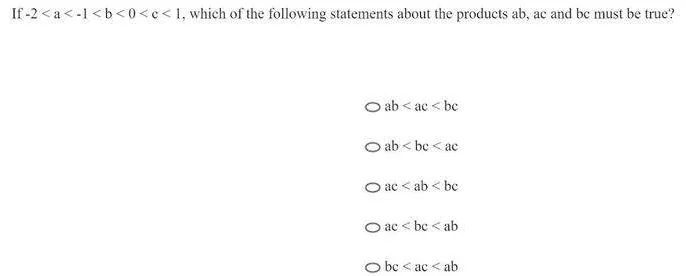 If -2 < a < -1 < b < 0 < c < 1, which of the following statements about the products ab, ac and bc must be true?
ab < ac < bc
ab < bc < ac
ac < ab < bc
ac < bc < ab
bc < ac < ab